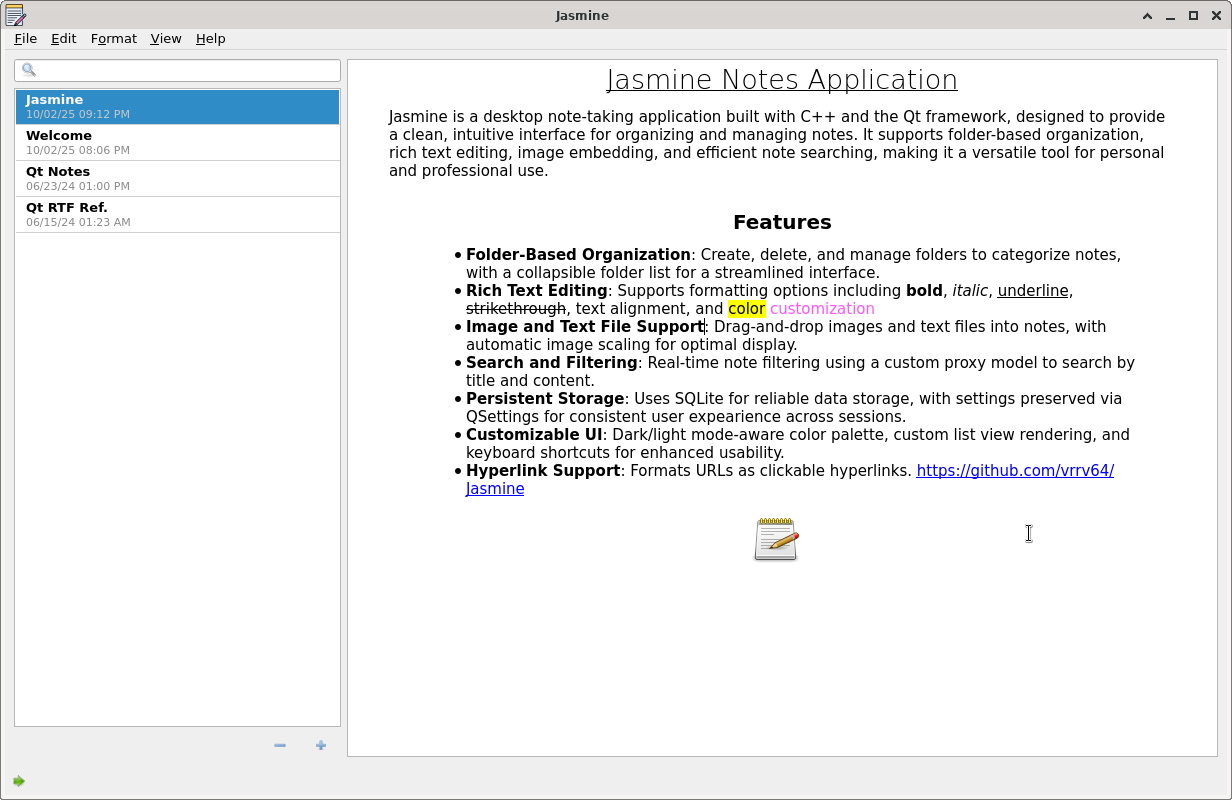 Jasmine
File Edit Format View Help
Jasmine
10/02/25 09:12 PM
Welcome
10/02/25 08:06 PM
Qt Notes
06/23/24 01:00 PM
Qt RTF Ref.
06/15/24 01:23 AM
Jasmine Notes Application
Jasmine is a desktop note-taking application built with C++ and the Qt framework, designed to provide
a clean, intuitive interface for organizing and managing notes. It supports folder-based organization,
rich text editing, image embedding, and efficient note searching, making it a versatile tool for personal
and professional use.
Features
• Folder-Based Organization: Create, delete, and manage folders to categorize notes,
with a collapsible folder list for a streamlined interface.
• Rich Text Editing: Supports formatting options including bold, italic, underline,
strikethrough, text alignment, and color customization
• Image and Text File Support: Drag-and-drop images and text files into notes, with
automatic image scaling for optimal display.
• Search and Filtering: Real-time note filtering using a custom proxy model to search by
title and content.
• Persistent Storage: Uses SQLite for reliable data storage, with settings preserved via
QSettings for consistent user expearience across sessions.
• Customizable UI: Dark/light mode-aware color palette, custom list view rendering, and
keyboard shortcuts for enhanced usability.
• Hyperlink Support: Formats URLs as clickable hyperlinks. https://github.com/vrrv64/
Jasmine